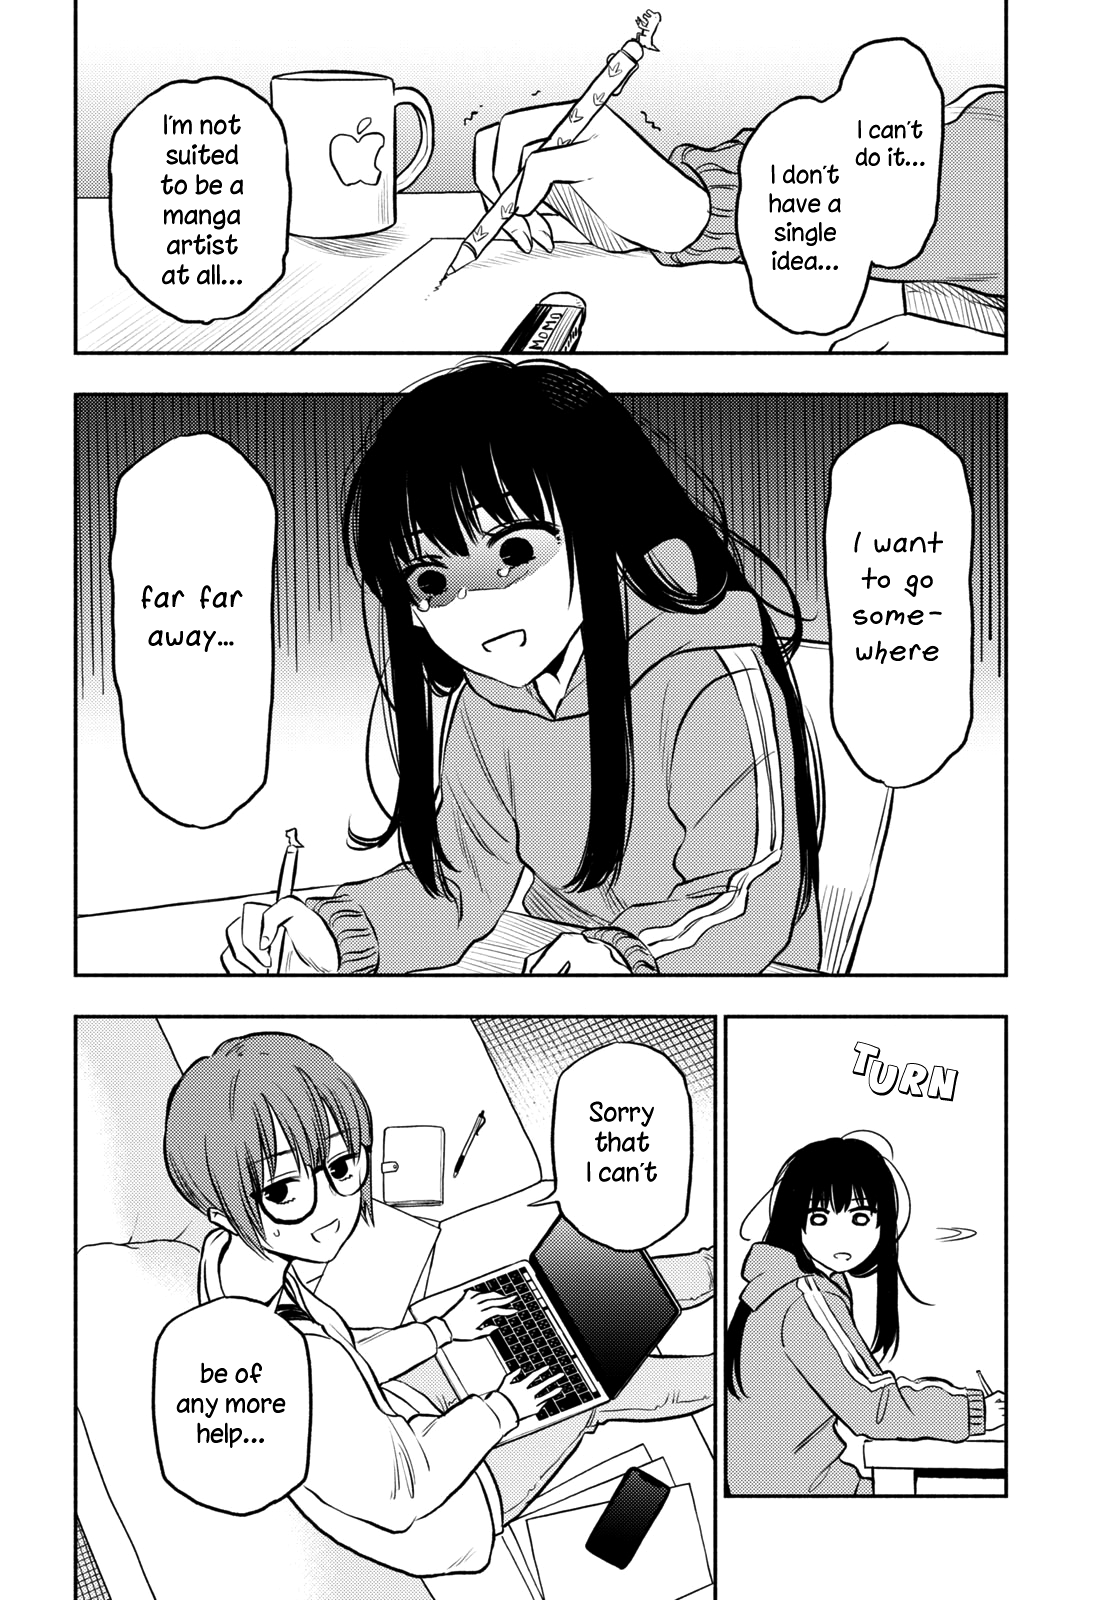 I can't
do it...
I don't
have a
single
idea...
I'm not
suited
to be a
manga
artist
at all...
MOMO
I want
to go
some-
where
far far
away...
TURN
Sorry
that
I can't
be of
any more
help...